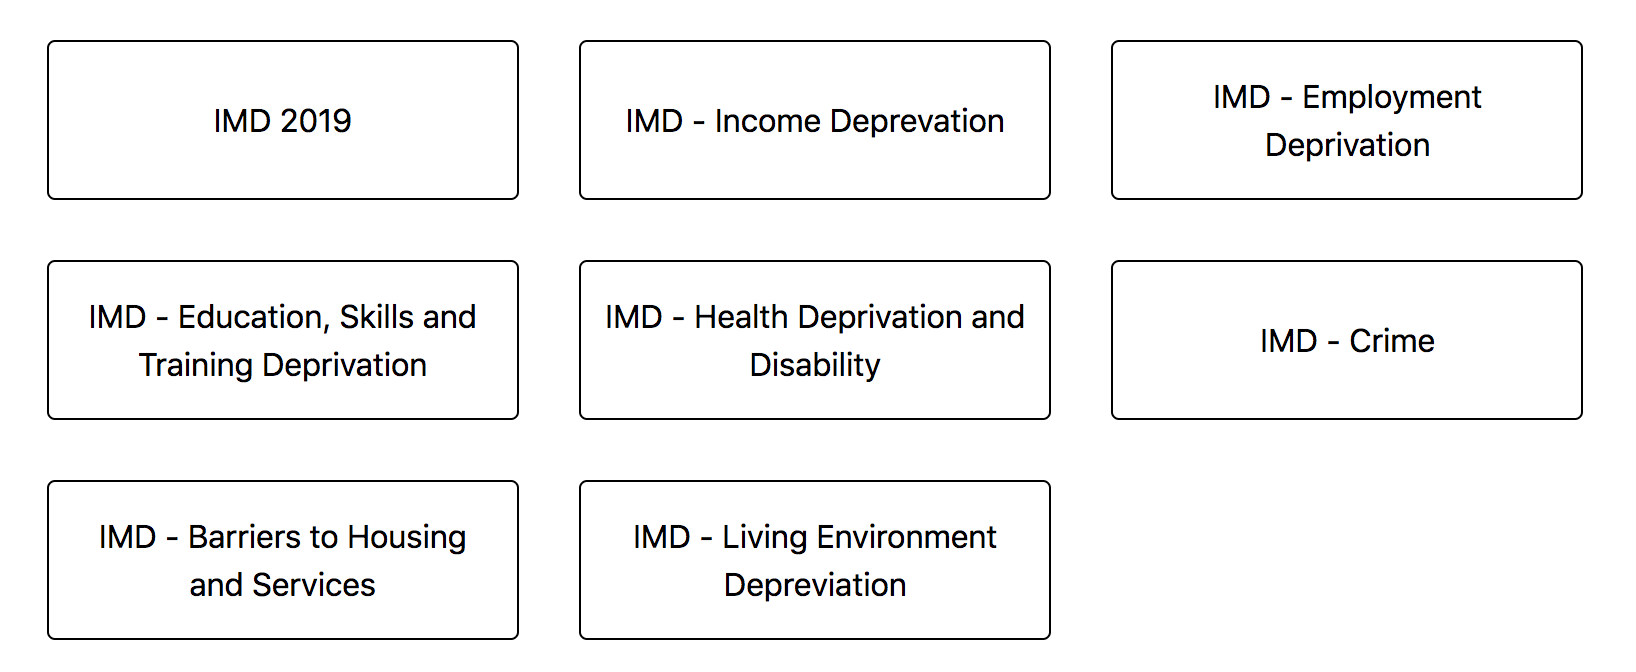 IMD 2019
IMD - Income Deprevation
IMD - Employment
Deprivation
IMD - Education, Skills and
Training Deprivation
IMD - Health Deprivation and
Disability
IMD - Crime
IMD - Barriers to Housing
and Services
IMD - Living Environment
Depreviation